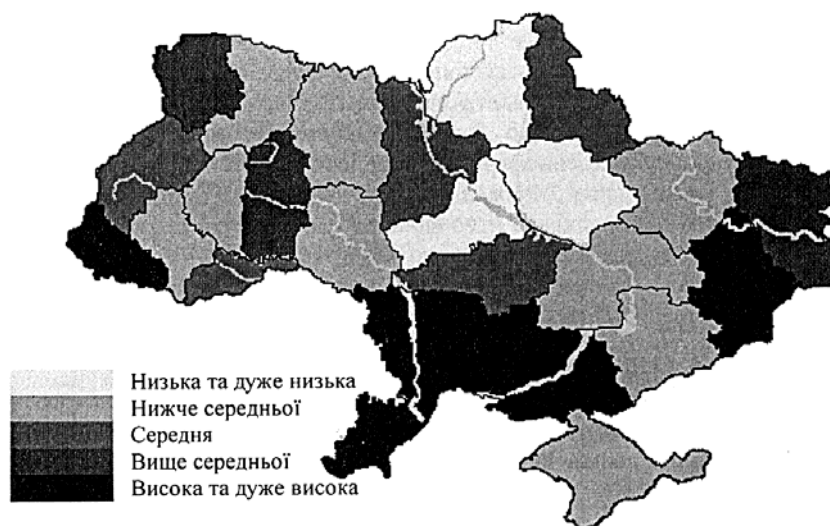 Низька та дуже низька
Нижче середньої
Середня
Вище середньої
Висока та дуже висока